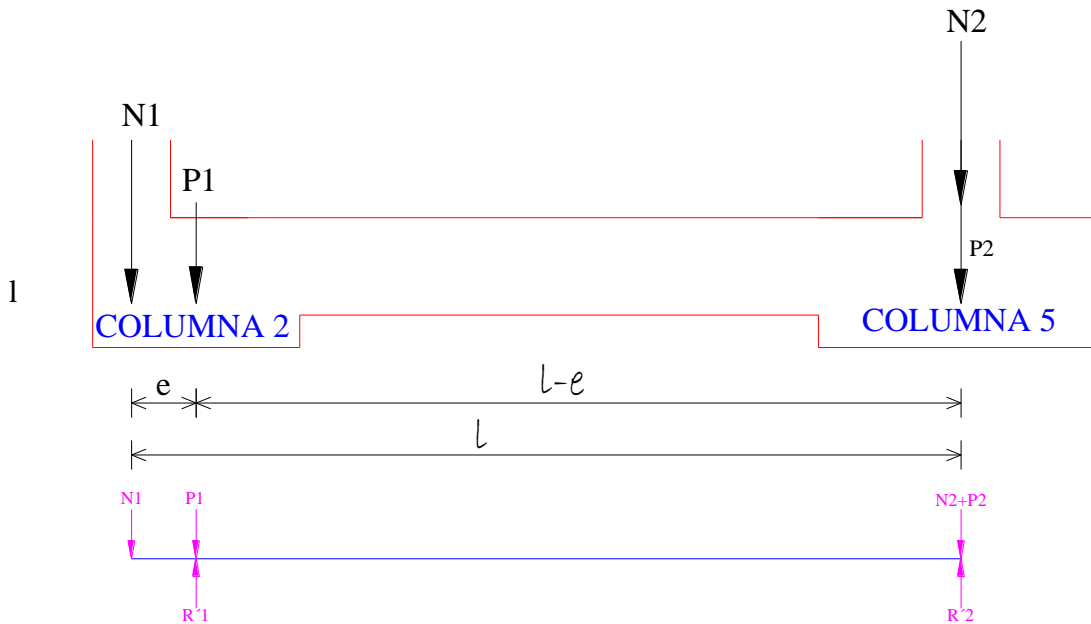 N2
N1
P1
P2
l
COLUMNA 2
COLUMNA 5
e
l-e
l
N1
P1
N2+P2
R´1
R´2